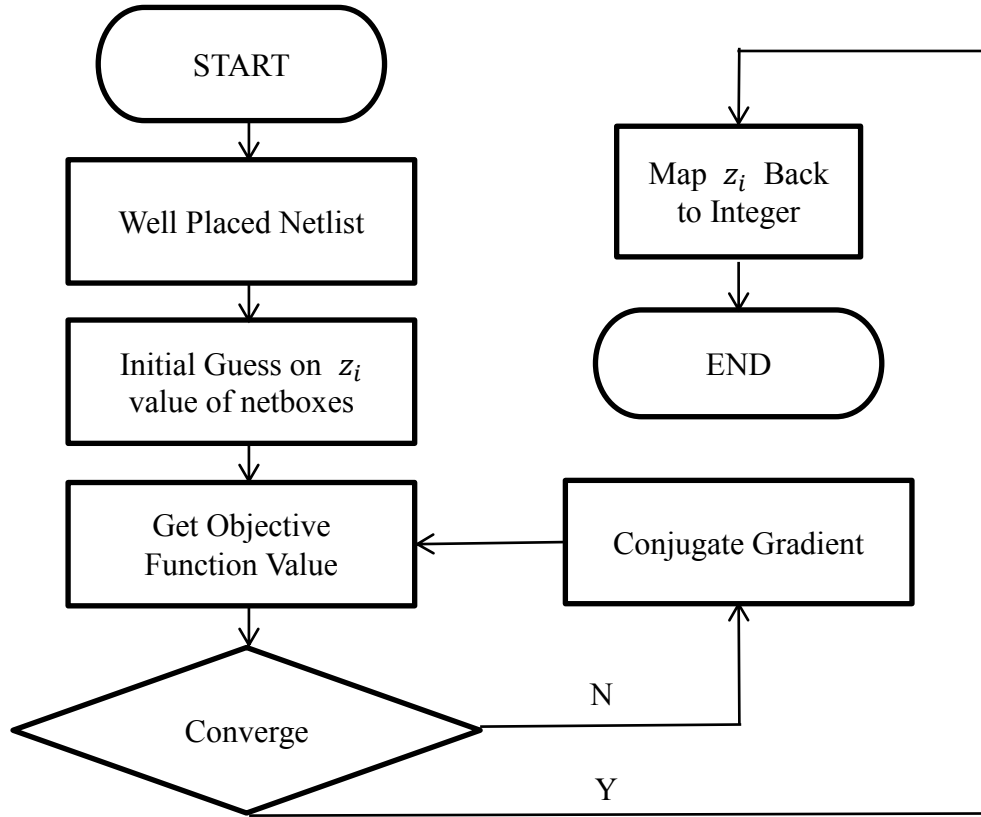 START
Well Placed Netlist
Initial Guess on z_i
value of netboxes
Get Objective
Function Value
Converge
N
Y
Conjugate Gradient
Map z_i Back
to Integer
END